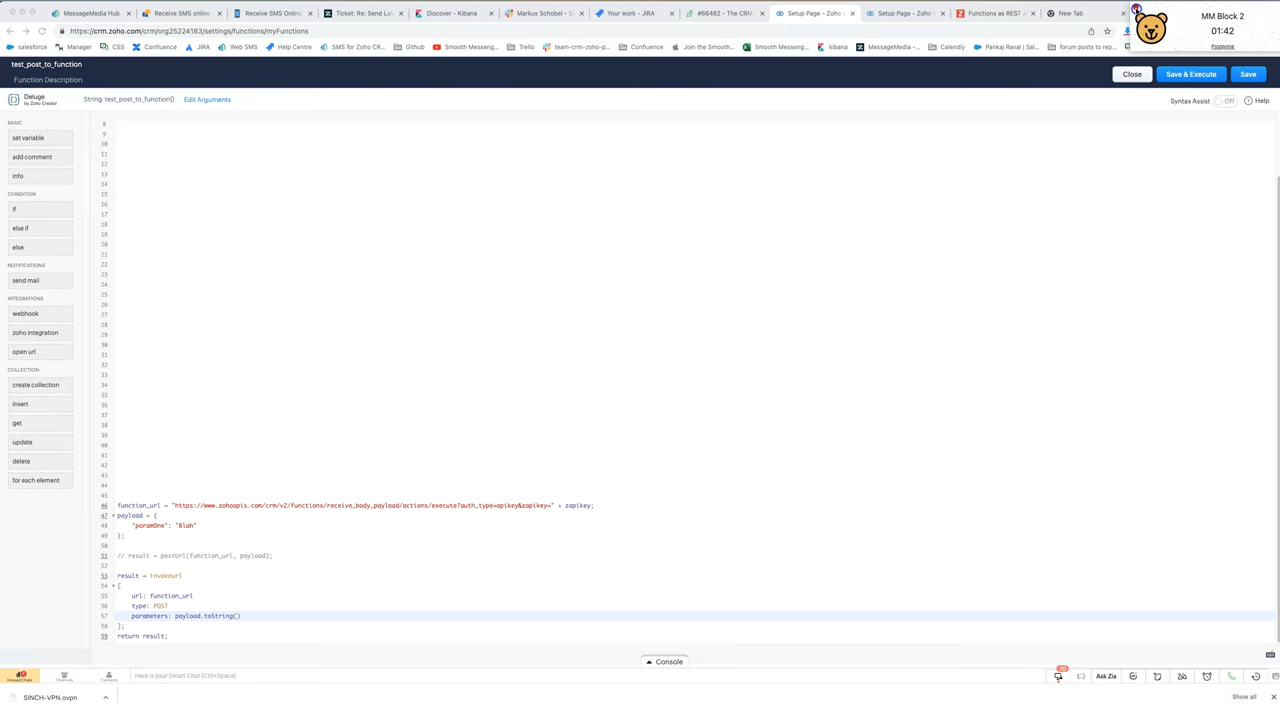 MessageMedia Hub
Receive SMS online
Receive SMS Online
Ticket: Re: Send La
Discover - Kibana
Markus Schobel - Si
Your work - JIRA
#66482 - The CRM
Setup Page - Zoho
Setup Page - Zoho
Functions as REST A
New Tab
MM Block 2
01:42
Postpone
https://crm.zoho.com/crm/org25224183/settings/functions/myFunctions
salesforce
Manager
CSS
Confluence
JIRA
Web SMS
Help Centre
SMS for Zoho CR...
Github
Smooth Messeng...
Trello
team-crm-zoho-p...
Confluence
Join the Smooth...
Smooth Messeng...
kibana
MessageMedia -...
Calendly
Pankaj Raval | Sal...
forum posts to rep...
test_post_to_function
Function Description
Close
Save & Execute
Save
Deluge
by Zoho Creator
String test_post_to_function()
Edit Arguments
Syntax Assist
Off
Help
BASIC
set variable
add comment
info
CONDITION
if
else if
else
NOTIFICATIONS
send mail
INTEGRATIONS
webhook
zoho integration
open url
COLLECTION
create collection
insert
get
update
delete
for each element
8
9
10
11
12
13
14
15
16
17
18
19
20
21
22
23
24
25
26
27
28
29
30
31
32
33
34
35
36
37
38
39
40
41
42
43
44
45
46 function_url = "https://www.zohoapis.com/crm/v2/functions/receive_body_payload/actions/execute?auth_type=apikey&zapikey=" + zapikey;
47 payload = {
48 "paramOne": "Blah"
49 };
50
51 // result = postUrl(function_url, payload);
52
53 result = invokeurl
54 [
55 url: function_url
56 type: POST
57 parameters: payload.toString()
58 ];
59 return result;
Console
Unread Chats
Channels
Contacts
Here is your Smart Chat (Ctrl+Space)
Ask Zia
SINCH-VPN.ovpn
Show all